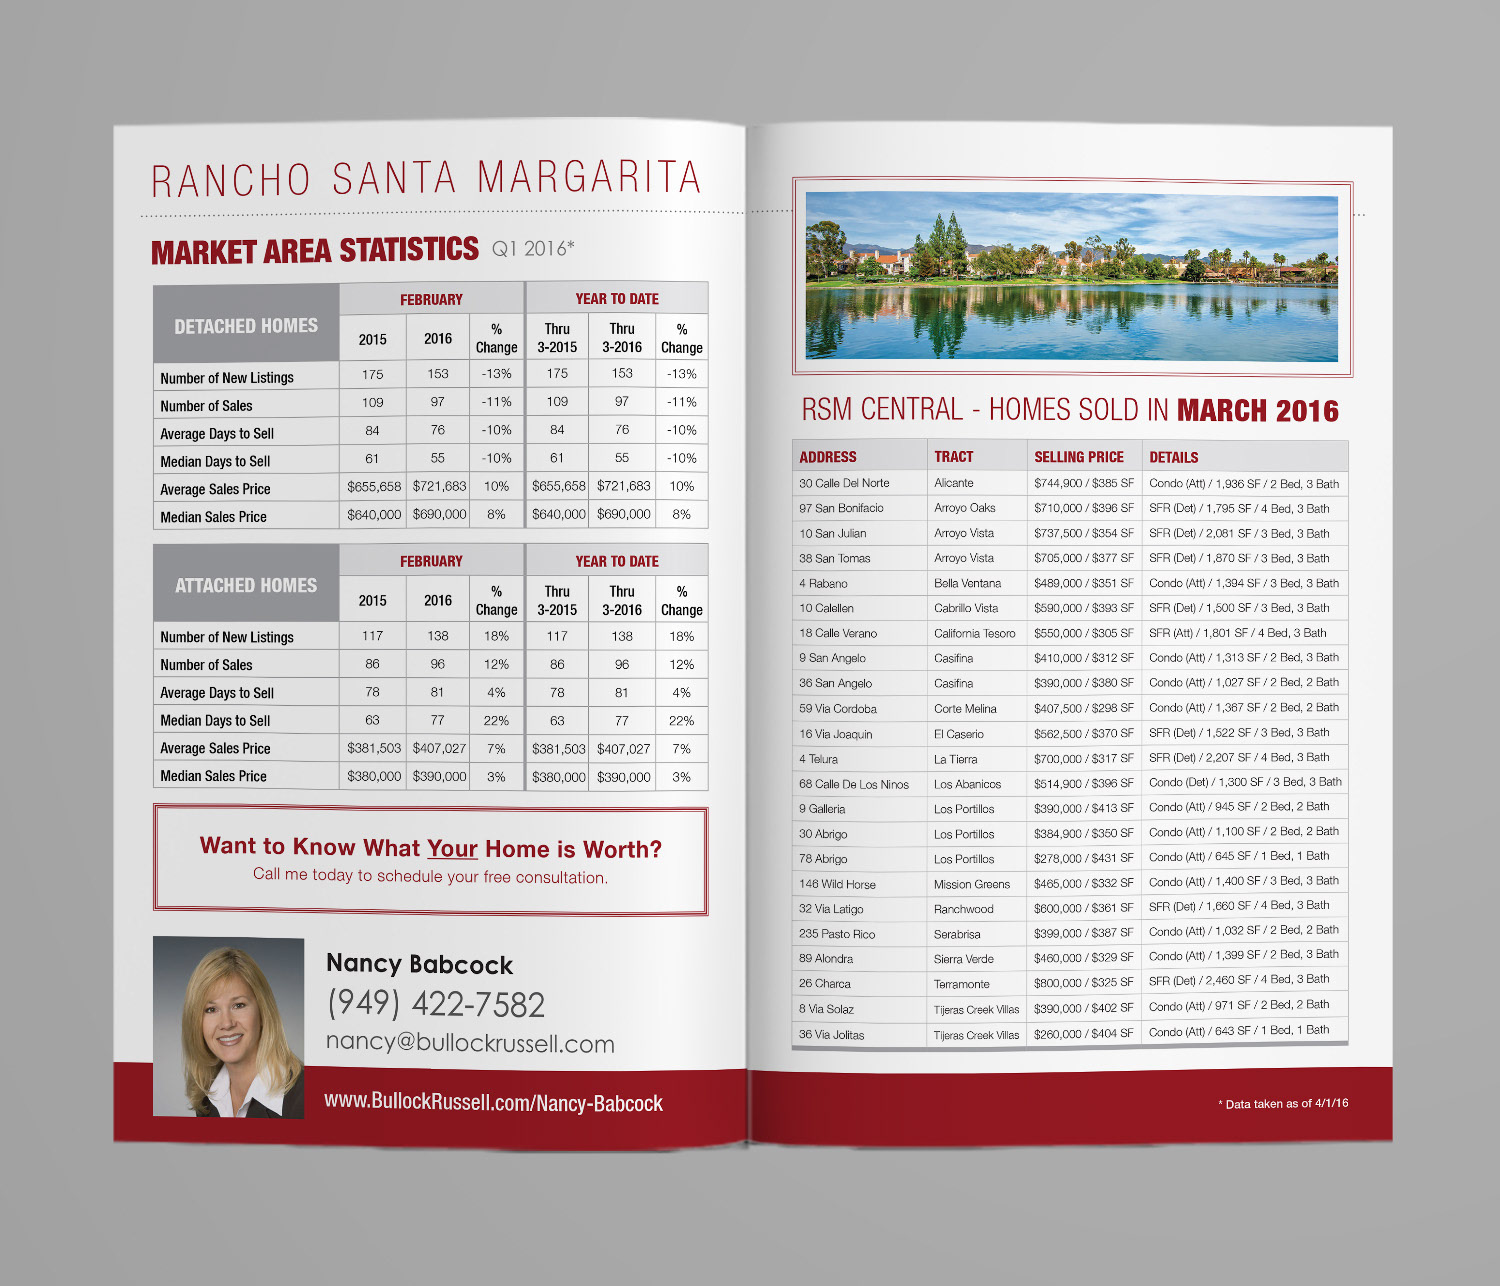 RANCHO SANTA MARGARITA
MARKET AREA STATISTICS Q1 2016*
DETACHED HOMES FEBRUARY YEAR TO DATE
2015 2016 % Change Thru 3-2015 Thru 3-2016 % Change
Number of New Listings 175 153 -13% 175 153 -13%
Number of Sales 109 97 -11% 109 97 -11%
Average Days to Sell 84 76 -10% 84 76 -10%
Median Days to Sell 61 55 -10% 61 55 -10%
Average Sales Price $655,658 $721,683 10% $655,658 $721,683 10%
Median Sales Price $640,000 $690,000 8% $640,000 $690,000 8%
ATTACHED HOMES FEBRUARY YEAR TO DATE
2015 2016 % Change Thru 3-2015 Thru 3-2016 % Change
Number of New Listings 117 138 18% 117 138 18%
Number of Sales 86 96 12% 86 96 12%
Average Days to Sell 78 81 4% 78 81 4%
Median Days to Sell 63 77 22% 63 77 22%
Average Sales Price $381,503 $407,027 7% $381,503 $407,027 7%
Median Sales Price $380,000 $390,000 3% $380,000 $390,000 3%
Want to Know What Your Home is Worth?
Call me today to schedule your free consultation.
Nancy Babcock
(949) 422-7582
nancy@bullockrussell.com
www.BullockRussell.com/Nancy-Babcock
RSM CENTRAL - HOMES SOLD IN MARCH 2016
ADDRESS TRACT SELLING PRICE DETAILS
30 Calle Del Norte Alicante $744,900 / $385 SF Condo (Att) / 1,936 SF / 2 Bed, 3 Bath
97 San Bonifacio Arroyo Oaks $710,000 / $396 SF SFR (Det) / 1,795 SF / 4 Bed, 3 Bath
10 San Julian Arroyo Vista $737,500 / $354 SF SFR (Det) / 2,081 SF / 3 Bed, 3 Bath
38 San Tomas Arroyo Vista $705,000 / $377 SF SFR (Det) / 1,870 SF / 3 Bed, 3 Bath
4 Rabano Bella Ventana $489,000 / $351 SF Condo (Att) / 1,394 SF / 3 Bed, 3 Bath
10 Calellen Cabrillo Vista $590,000 / $393 SF SFR (Det) / 1,500 SF / 3 Bed, 3 Bath
18 Calle Verano California Tesoro $550,000 / $305 SF SFR (Att) / 1,801 SF / 4 Bed, 3 Bath
9 San Angelo Casifina $410,000 / $312 SF Condo (Att) / 1,313 SF / 2 Bed, 3 Bath
36 San Angelo Casifina $390,000 / $380 SF Condo (Att) / 1,027 SF / 2 Bed, 2 Bath
59 Via Cordoba Corte Melina $407,500 / $298 SF Condo (Att) / 1,367 SF / 2 Bed, 2 Bath
16 Via Joaquin El Caserio $562,500 / $370 SF SFR (Det) / 1,522 SF / 3 Bed, 3 Bath
4 Telura La Tierra $700,000 / $317 SF SFR (Det) / 2,207 SF / 4 Bed, 3 Bath
68 Calle De Los Ninos Los Abanicos $514,900 / $396 SF Condo (Det) / 1,300 SF / 3 Bed, 3 Bath
9 Galleria Los Portillos $390,000 / $413 SF Condo (Att) / 945 SF / 2 Bed, 2 Bath
30 Abrigo Los Portillos $384,900 / $350 SF Condo (Att) / 1,100 SF / 2 Bed, 2 Bath
78 Abrigo Los Portillos $278,000 / $431 SF Condo (Att) / 645 SF / 1 Bed, 1 Bath
146 Wild Horse Mission Greens $465,000 / $332 SF Condo (Att) / 1,400 SF / 3 Bed, 3 Bath
32 Via Latigo Ranchwood $600,000 / $361 SF SFR (Det) / 1,660 SF / 4 Bed, 3 Bath
235 Pasto Rico Serabrisa $399,000 / $387 SF Condo (Att) / 1,032 SF / 2 Bed, 2 Bath
89 Alondra Sierra Verde $460,000 / $329 SF Condo (Att) / 1,399 SF / 2 Bed, 3 Bath
26 Charca Terramonte $800,000 / $325 SF SFR (Det) / 2,460 SF / 4 Bed, 3 Bath
8 Via Solaz Tijeras Creek Villas $390,000 / $402 SF Condo (Att) / 971 SF / 2 Bed, 2 Bath
36 Via Jolitas Tijeras Creek Villas $260,000 / $404 SF Condo (Att) / 643 SF / 1 Bed, 1 Bath
* Data taken as of 4/1/16